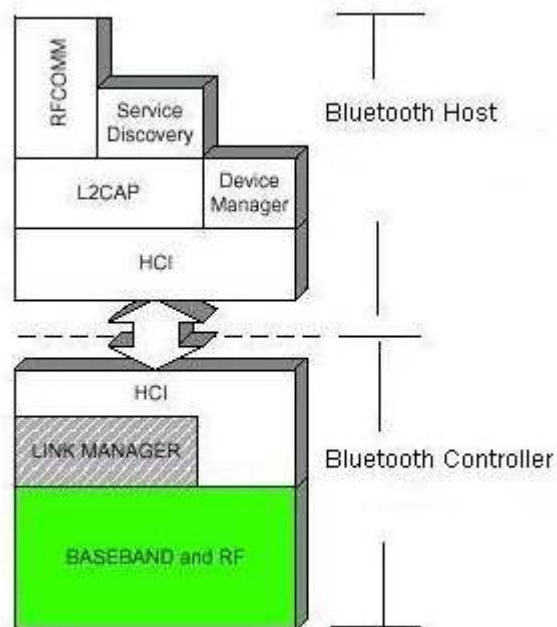 RFCOMM
Service
Discovery
Bluetooth Host
L2CAP
Device
Manager
HCI
HCI
LINK MANAGER
Bluetooth Controller
BASEBAND and RF